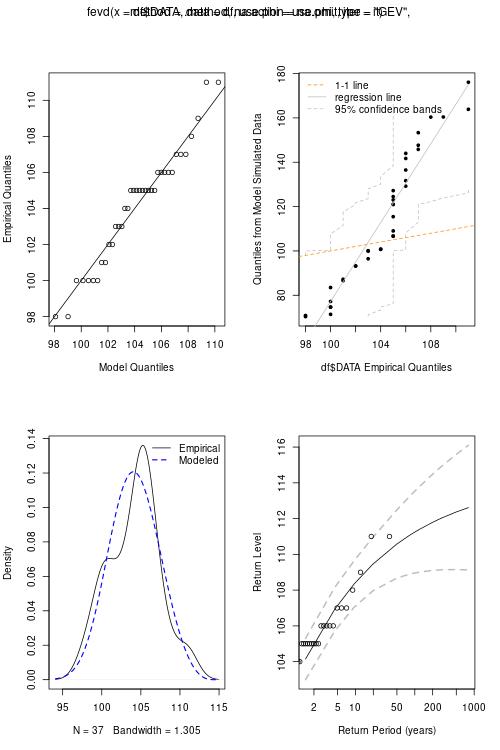 fevd(x =
"GEV",
1-1 line
regression line
95% confidence bands
Empirical Quantiles
98 100 102 104 106 108 110
98 100 102 104 106 108 110
Model Quantiles
Quantiles from Model Simulated Data
80 100 120 140 160 180
98 100 104 108
df$DATA Empirical Quantiles
Empirical
Modeled
Density
0.00 0.02 0.04 0.06 0.08 0.10 0.12 0.14
95 100 105 110 115
N = 37 Bandwidth = 1.305
Return Level
104 106 108 110 112 114 116
2 5 10 50 200 1000
Return Period (years)